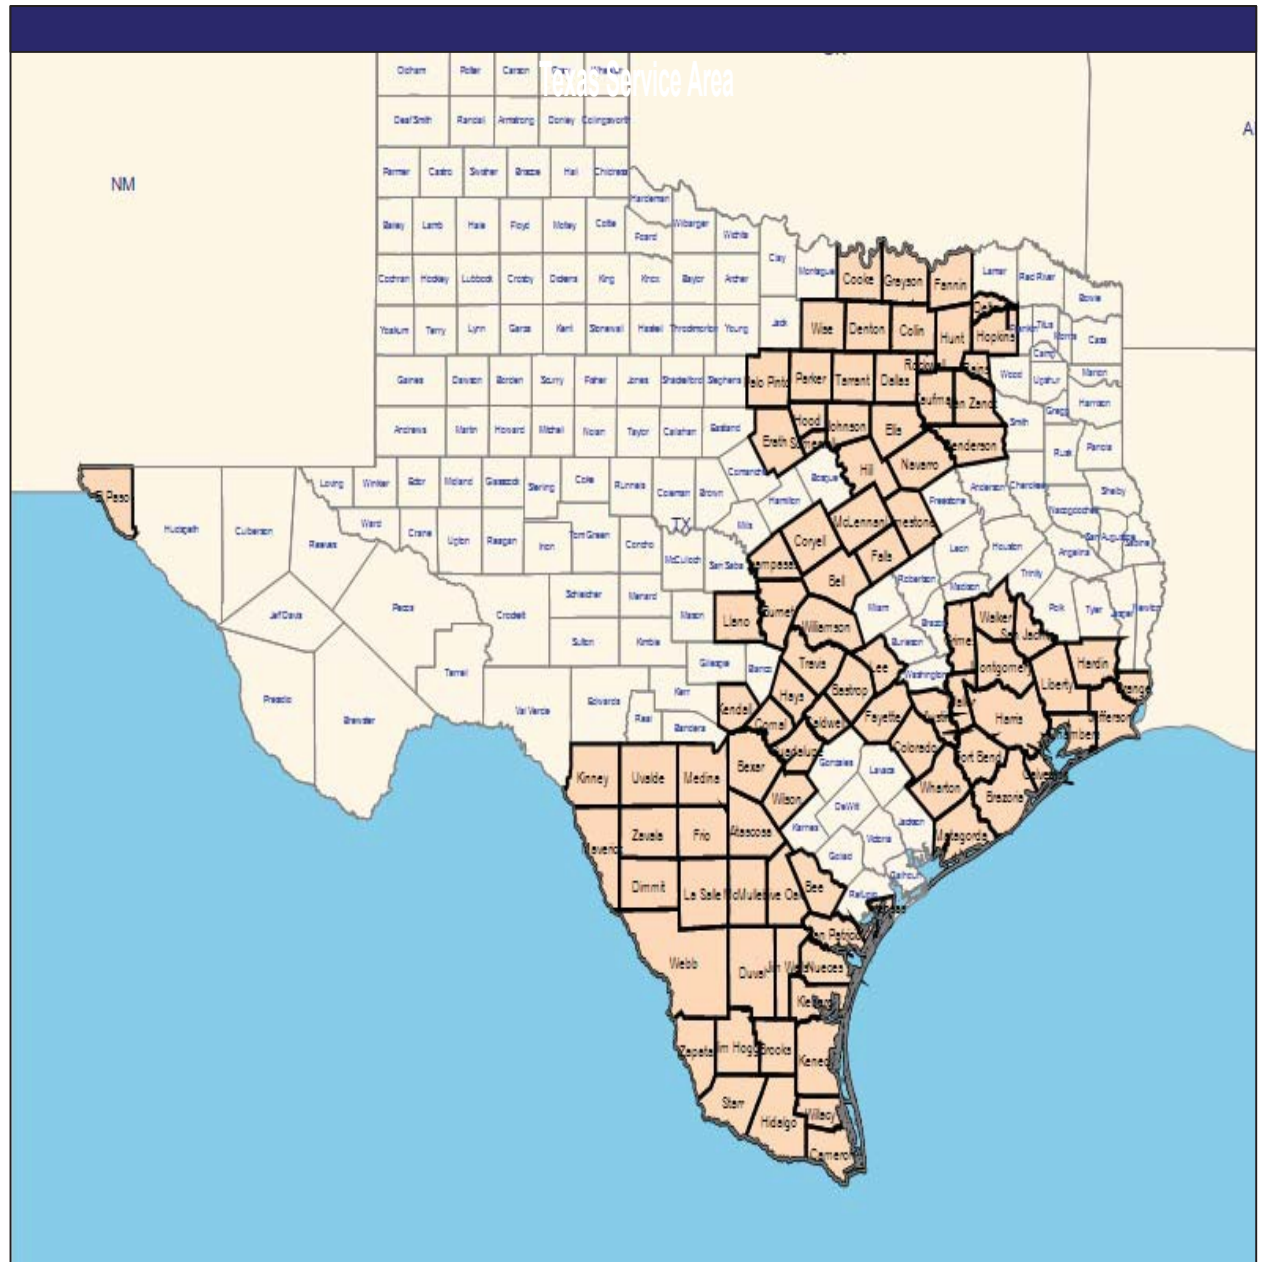 Texas Service Area
Oldham Potter Carson Gray Wheeler
Deaf Smith Randall Armstrong Donley Collingsworth
NM
Parmer Castro Swisher Briscoe Hall Childress
Hardeman
Bailey Lamb Hale Floyd Motley Cottle Foard Wilbarger Wichita
Clay Montague Cooke Grayson Fannin Lamar Red River Bowie
Cochran Hockley Lubbock Crosby Dickens King Knox Baylor Archer
Yoakum Terry Lynn Garza Kent Stonewall Haskell Throckmorton Young Jack Wise Denton Collin Hunt Hopkins Titus Morris Cass
Camp
Gaines Dawson Borden Scurry Fisher Jones Shackelford Stephens Palo Pinto Parker Tarrant Dallas Rains Wood Upshur Marion
Harrison
Andrews Martin Howard Mitchell Nolan Taylor Callahan Eastland Erath Hood Johnson Ellis Smith Gregg
Rusk Panola
Hill Navarro
El Paso Loving Winkler Ector Midland Glasscock Sterling Coke Runnels Coleman Brown Comanche Bosque Hamilton Freestone Anderson Cherokee Shelby
Nacogdoches
TX
Hudspeth Culberson Reeves Ward Crane Upton Reagan Irion Tom Green Concho McCulloch San Saba Mills Coryell McLennan Falls Leon Houston Angelina San Augustine Sabine
Trinity
Bell Robertson Madison
Jeff Davis Pecos Crockett Schleicher Menard Mason Llano Burnet Williamson Milam Walker Polk Tyler Jasper Newton
Sutton Kimble Gillespie Blanco Travis Lee Burleson Washington Montgomery Liberty Hardin
Presidio Brewster Terrell Val Verde Edwards Real Kerr Bandera Kendall Hays Comal Bastrop Fayette Harris
Colorado
Kinney Uvalde Medina Bexar Guadalupe Gonzales Lavaca Fort Bend
Wilson Wharton Brazoria
DeWitt
Maverick Zavala Frio Atascosa Karnes Victoria Jackson Matagorda
Goliad
Calhoun
Dimmit La Salle Bee Refugio
Webb Duval Nueces
Zapata Brooks
Starr Hidalgo Willacy
Cameron